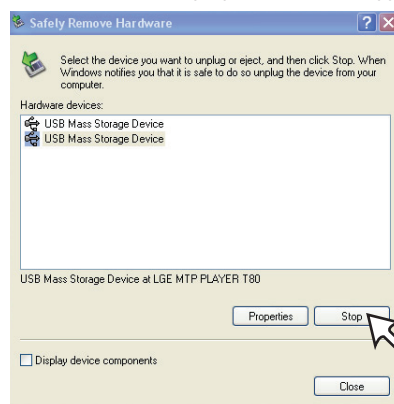 Safely Remove Hardware
Select the device you want to unplug or eject, and then click Stop. When
Windows notifies you that it is safe to do so unplug the device from your
computer.
Hardware devices:
USB Mass Storage Device
USB Mass Storage Device
USB Mass Storage Device at LGE MTP PLAYER T80
Properties
Stop
Display device components
Close